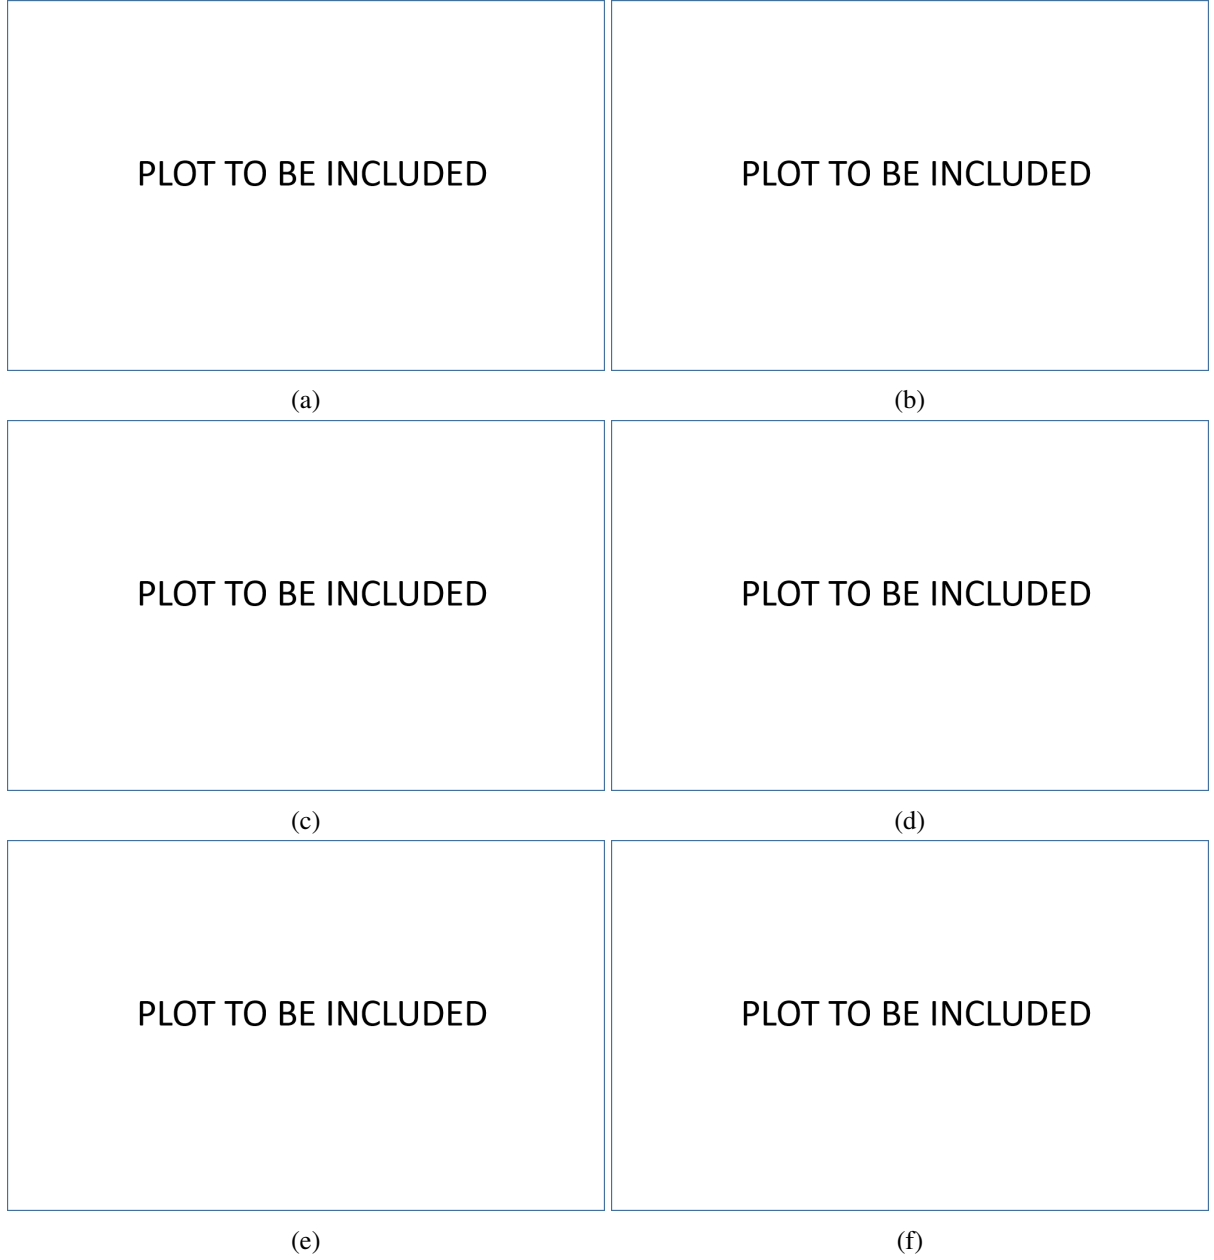 PLOT TO BE INCLUDED
PLOT TO BE INCLUDED
(a)
(b)
PLOT TO BE INCLUDED
PLOT TO BE INCLUDED
(c)
(d)
PLOT TO BE INCLUDED
PLOT TO BE INCLUDED
(e)
(f)